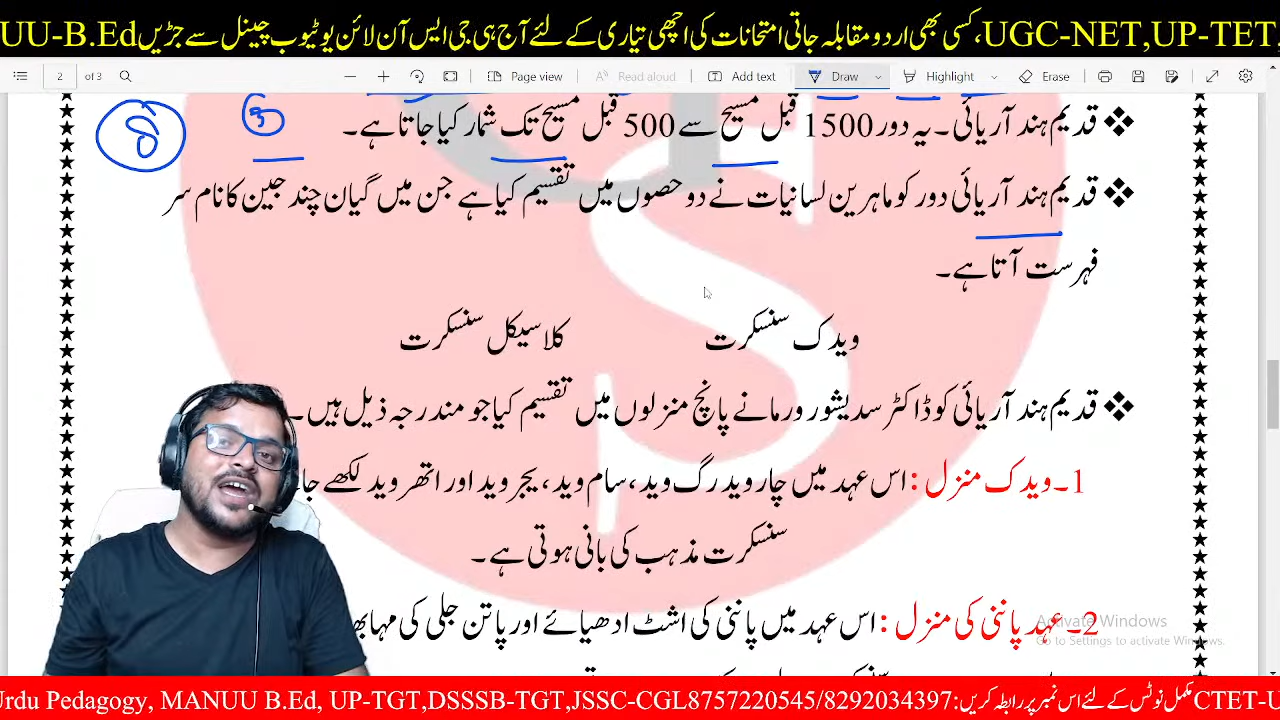 UU-B.Edکسی بھی اردو مقابلہ جاتی امتحانات کی اچھی تیاری کے لئے آج ہی جی ایس آن لائن یوٹیوب چینل سے جڑیں ،UGC-NET,UP-TET,
2 of 3 Page view Read aloud Add text Draw Highlight Erase
❖ قدیم ہند آریائی۔ یہ دور 1500 قبل مسیح سے 500 قبل مسیح تک شمار کیا جاتا ہے۔
8
❖ قدیم ہند آریائی دور کو ماہرین لسانیات نے دو حصوں میں تقسیم کیا ہے جن میں گیان چند جین کا نام سر
فہرست آتا ہے۔
ویدک سنسکرت کلاسیکل سنسکرت
❖ قدیم ہند آریائی کو ڈاکٹر سدیشور ورما نے پانچ منزلوں میں تقسیم کیا جو مندرجہ ذیل ہیں۔
1۔ ویدک منزل : اس عہد میں چار وید رگ وید، سام وید، یجر وید اور اتھر وید لکھے
سنسکرت مذہب کی بانی ہوتی ہے۔
2۔ عہد پاننی کی منزل : اس عہد میں پاننی کی اشٹ ادھیائے اور پاتن جلی کی
Activate Windows
Go to Settings to activate Windows.
Urdu Pedagogy, MANUU B.Ed, UP-TGT,DSSSB-TGT,JSSC-CGL8757220545/8292034397:مکمل نوٹس کے لئے اس نمبر پر رابطہ کریں CTET-U